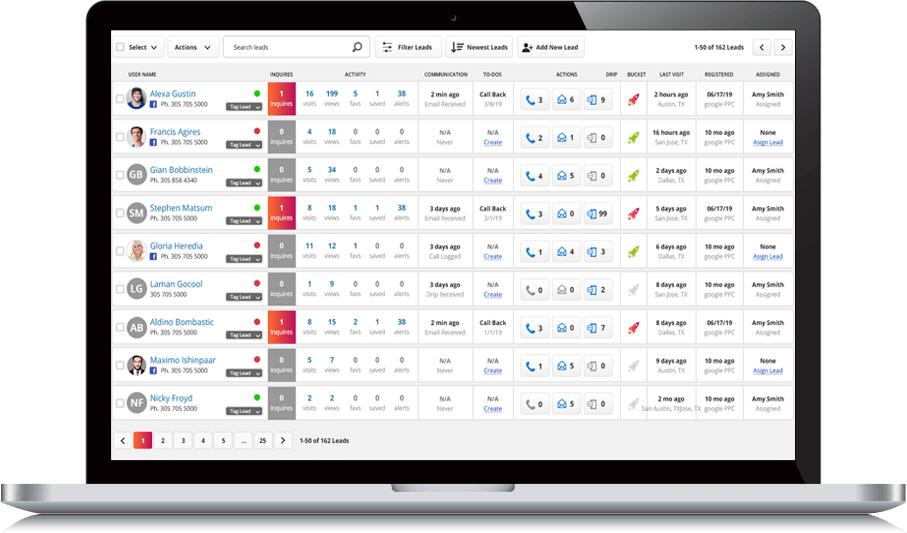 Select Actions Search leads Filter Leads Newest Leads Add New Lead 1-50 of 162 Leads
USER NAME INQUIRES ACTIVITY COMMUNICATION TO-DOS ACTIONS DRIP BUCKET LAST VISIT REGISTERED ASSIGNED
Alexa Gustin 1 16 199 5 1 38 2 min ago Call Back 3 6 9 2 hours ago 06/17/19 Amy Smith
Ph. 305 705 5000 Tag Lead Inquires visits views favs saved alerts Email Received 3/8/19 Austin, TX google PPC Assigned
Francis Agires 0 4 18 0 0 0 N/A N/A 2 1 0 16 hours ago 10 mo ago None
Ph. 305 705 5000 Tag Lead inquires visits views favs saved alerts Never Create San Jose, TX google PPC Asign Lead
GB Gian Bobbinstein 0 5 34 0 0 0 N/A N/A 4 5 0 2 days ago 10 mo ago Amy Smith
Ph. 305 858 4340 Tag Lead inquires visits views favs saved alerts Never Create Dallas, TX google PPC Assigned
SM Stephen Matsum 1 8 18 1 1 38 3 days ago Call Back 3 0 99 5 days ago 06/17/19 Amy Smith
Ph. 305 705 5000 Tag Lead Inquires visits views favs saved alerts Email Received 3/1/19 San Jose, TX google PPC Assigned
Gloria Heredia 0 11 12 1 0 0 3 days ago N/A 1 4 3 6 days ago 10 mo ago None
Ph. 305 705 5000 Tag Lead inquires visits views favs saved alerts Call Logged Create Dallas, TX google PPC Asign Lead
LG Laman Gocool 0 1 9 0 0 0 3 days ago N/A 0 0 2 8 days ago 10 mo ago Amy Smith
305 705 5000 Tag Lead inquires visits views favs saved alerts Drip Received Create San Jose, TX google PPC Assigned
AB Aldino Bombastic 1 8 15 2 1 38 2 min ago Call Back 3 0 7 8 days ago 06/17/19 Amy Smith
Ph. 305 705 5000 Tag Lead Inquires visits views favs saved alerts Email Received 1/1/19 Dallas, TX google PPC Assigned
Maximo Ishinpaar 0 5 7 0 0 0 N/A N/A 1 5 0 9 days ago 10 mo ago None
Ph. 305 705 5000 Tag Lead inquires visits views favs saved alerts Never Create Austin, TX google PPC Asign Lead
NF Nicky Froyd 0 2 2 0 0 0 N/A N/A 0 5 0 2 mo ago 10 mo ago Amy Smith
Ph. 305 705 5000 Tag Lead inquires visits views favs saved alerts Never Create San Austin, TXJose, TX google PPC Assigned
1 2 3 4 5 ... 25 1-50 of 162 Leads